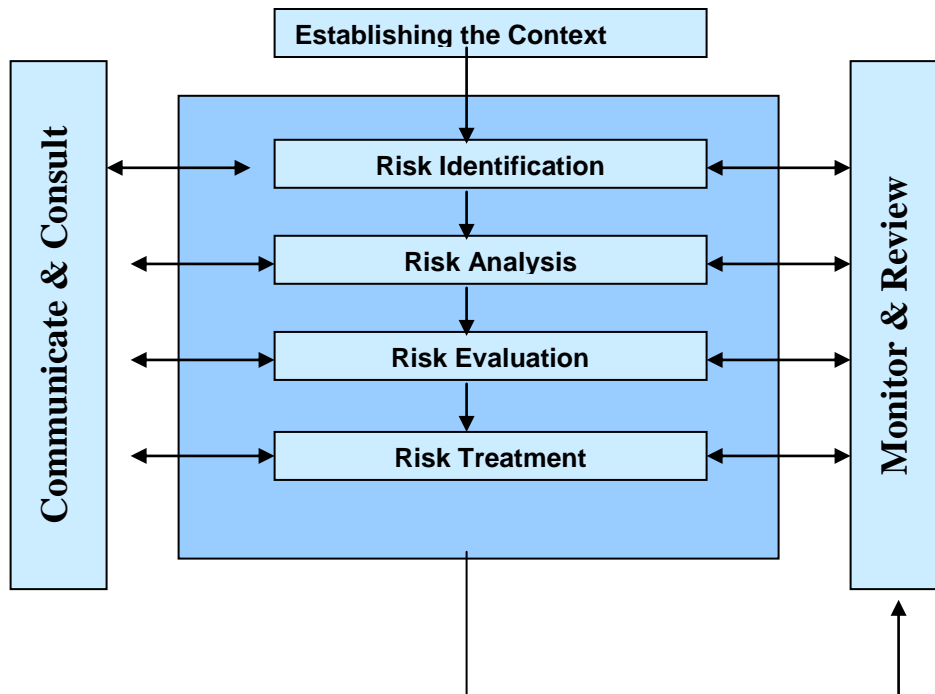 Establishing the Context
Communicate & Consult
Risk Identification
Risk Analysis
Risk Evaluation
Risk Treatment
Monitor & Review